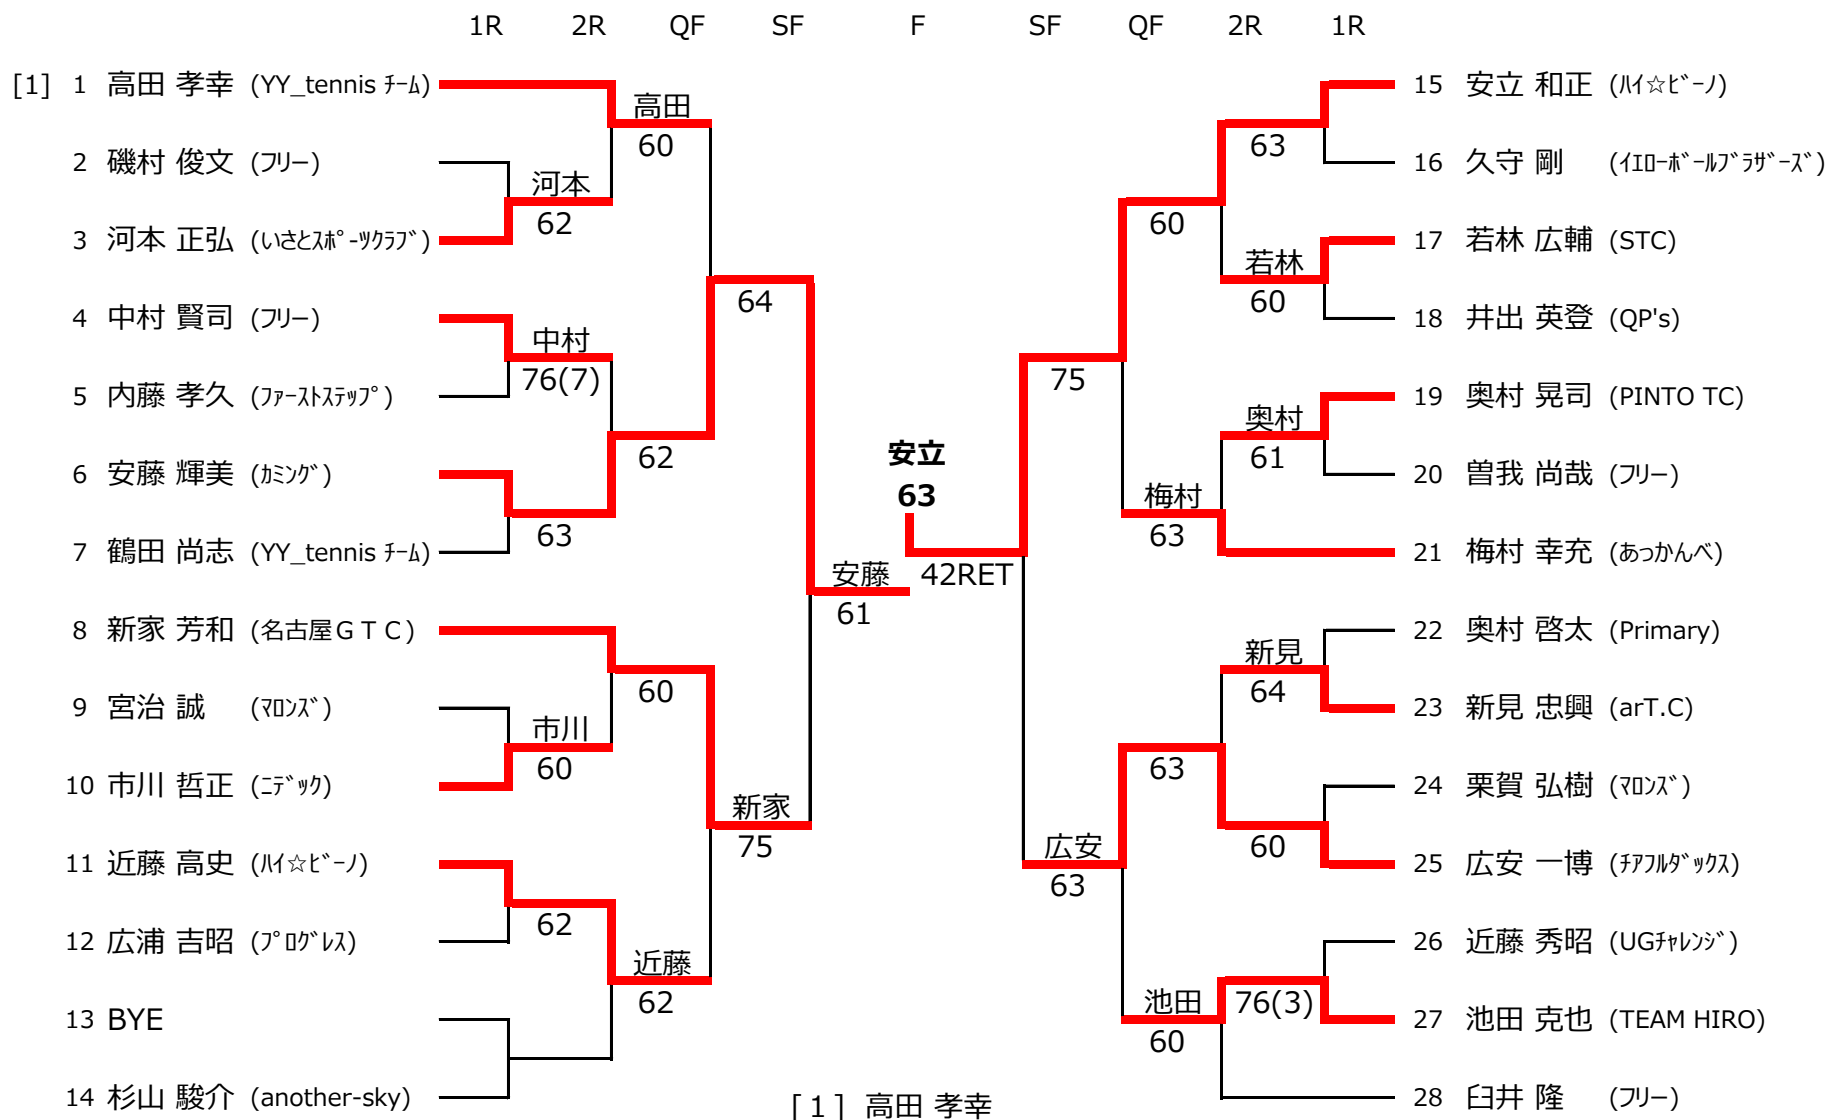 1R 2R QF SF F SF QF 2R 1R
[1] 1 高田 孝幸 (YY_tennis ﾁｰﾑ)
2 磯村 俊文 (フリー)
3 河本 正弘 (いさとｽﾎﾟｰﾂｸﾗﾌﾞ)
4 中村 賢司 (フリー)
5 内藤 孝久 (ﾌｧｰｽﾄｽﾃｯﾌﾟ)
6 安藤 輝美 (ｶﾐﾝｸﾞ)
7 鶴田 尚志 (YY_tennis ﾁｰﾑ)
8 新家 芳和 (名古屋ＧＴＣ)
9 宮治 誠 (ﾏﾛﾝｽﾞ)
10 市川 哲正 (ﾆﾃﾞｯｸ)
11 近藤 高史 (ﾊｲ☆ﾋﾞｰﾉ)
12 広浦 吉昭 (ﾌﾟﾛｸﾞﾚｽ)
13 BYE
14 杉山 駿介 (another-sky)
河本
62
中村
76(7)
63
市川
60
62
高田
60
62
60
近藤
62
64
新家
75
安藤
61
安立
63
42RET
75
広安
63
60
梅村
63
63
池田
60
63
若林
60
奥村
61
新見
64
60
76(3)
15 安立 和正 (ﾊｲ☆ﾋﾞｰﾉ)
16 久守 剛 (ｲｴﾛｰﾎﾞｰﾙﾌﾞﾗｻﾞｰｽﾞ)
17 若林 広輔 (STC)
18 井出 英登 (QP's)
19 奥村 晃司 (PINTO TC)
20 曽我 尚哉 (フリー)
21 梅村 幸充 (あっかんべ)
22 奥村 啓太 (Primary)
23 新見 忠興 (arT.C)
24 栗賀 弘樹 (ﾏﾛﾝｽﾞ)
25 広安 一博 (ﾁｱﾌﾙﾀﾞｯｸｽ)
26 近藤 秀昭 (UGﾁｬﾚﾝｼﾞ)
27 池田 克也 (TEAM HIRO)
28 臼井 隆 (フリー)
[1] 高田 孝幸